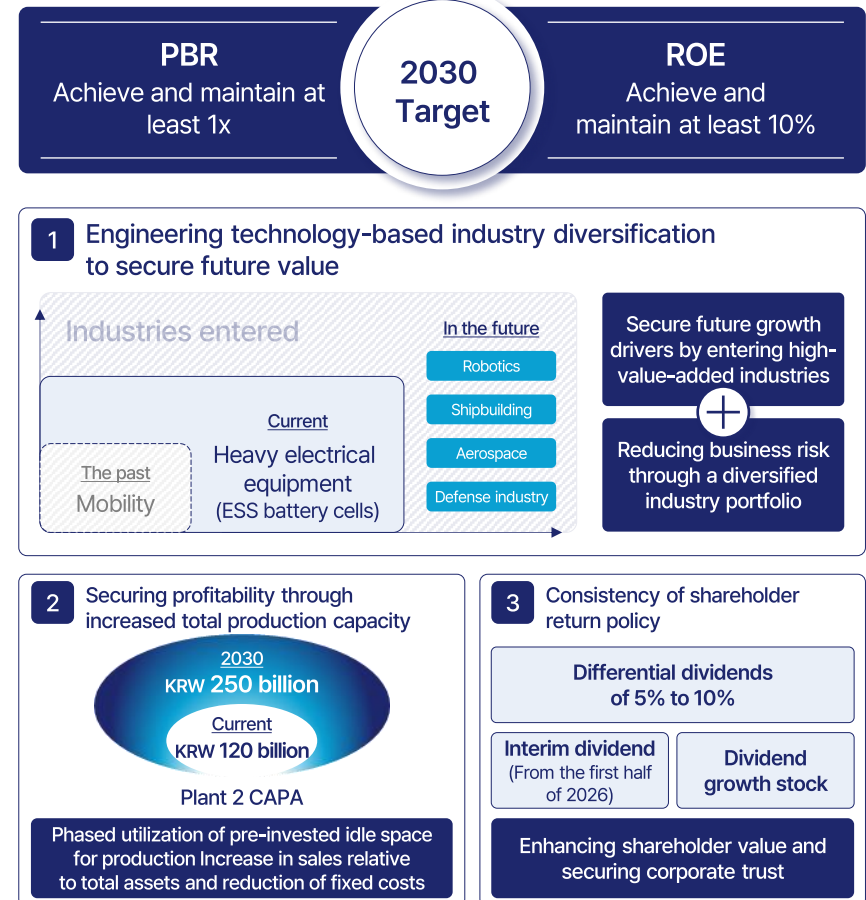 PBR
Achieve and maintain at
least 1x
2030
Target
ROE
Achieve and
maintain at least 10%
1
Engineering technology-based industry diversification
to secure future value
Industries entered
In the future
Robotics
Shipbuilding
Aerospace
Defense industry
Current
Heavy electrical
equipment
(ESS battery cells)
The past
Mobility
Secure future growth
drivers by entering high-
value-added industries
Reducing business risk
through a diversified
industry portfolio
2
Securing profitability through
increased total production capacity
2030
KRW 250 billion
Current
KRW 120 billion
Plant 2 CAPA
Phased utilization of pre-invested idle space
for production Increase in sales relative
to total assets and reduction of fixed costs
3
Consistency of shareholder
return policy
Differential dividends
of 5% to 10%
Interim dividend
(From the first half
of 2026)
Dividend
growth stock
Enhancing shareholder value and
securing corporate trust